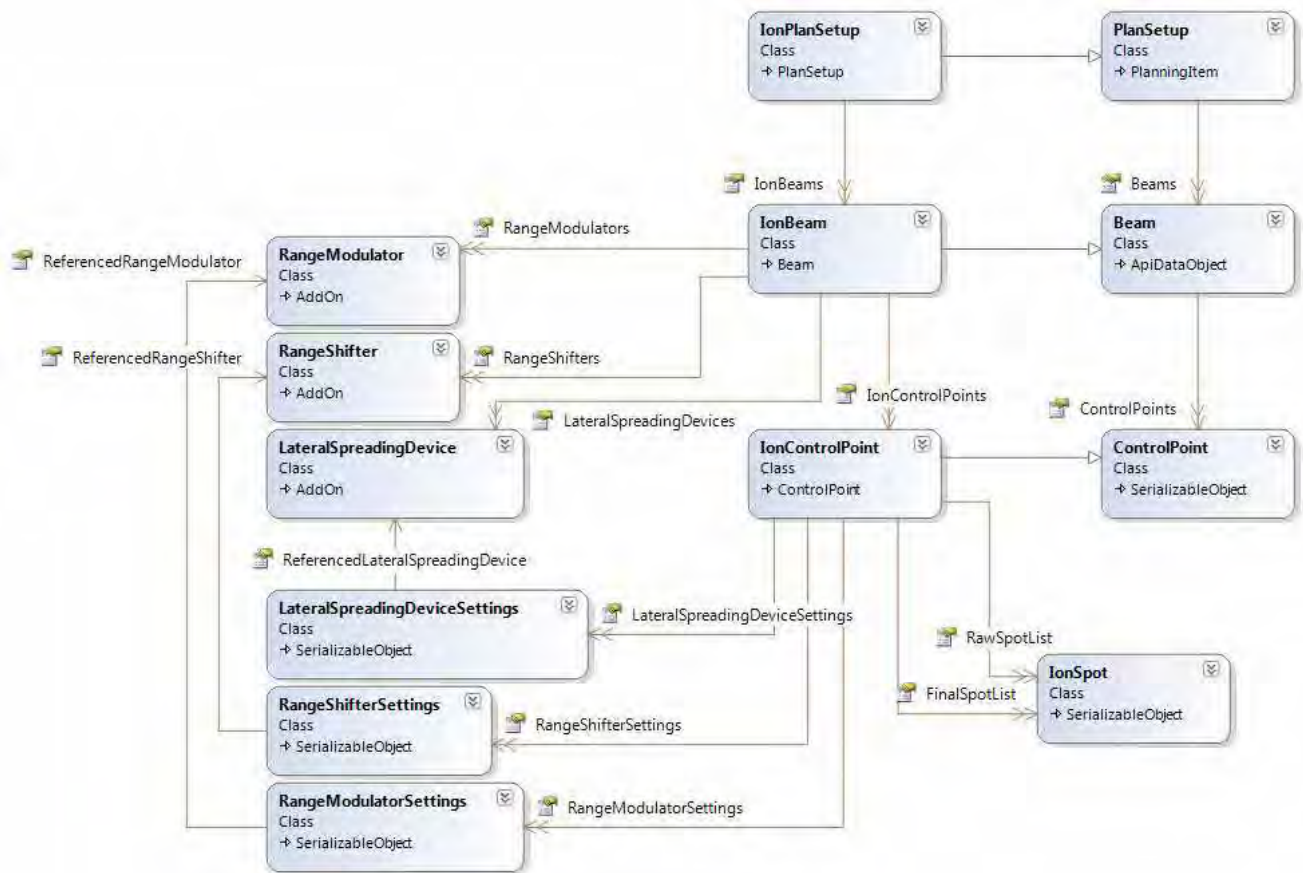 IonPlanSetup
Class
PlanSetup
PlanSetup
Class
PlanningItem
IonBeams
Beams
IonBeam
Class
Beam
Beam
Class
ApiDataObject
RangeModulators
ReferencedRangeModulator
RangeModulator
Class
AddOn
ReferencedRangeShifter
RangeShifter
Class
AddOn
RangeShifters
LateralSpreadingDevices
IonControlPoints
ControlPoints
LateralSpreadingDevice
Class
AddOn
IonControlPoint
Class
ControlPoint
ControlPoint
Class
SerializableObject
ReferencedLateralSpreadingDevice
LateralSpreadingDeviceSettings
Class
SerializableObject
LateralSpreadingDeviceSettings
RawSpotList
FinalSpotList
IonSpot
Class
SerializableObject
RangeShifterSettings
Class
SerializableObject
RangeShifterSettings
RangeModulatorSettings
Class
SerializableObject
RangeModulatorSettings